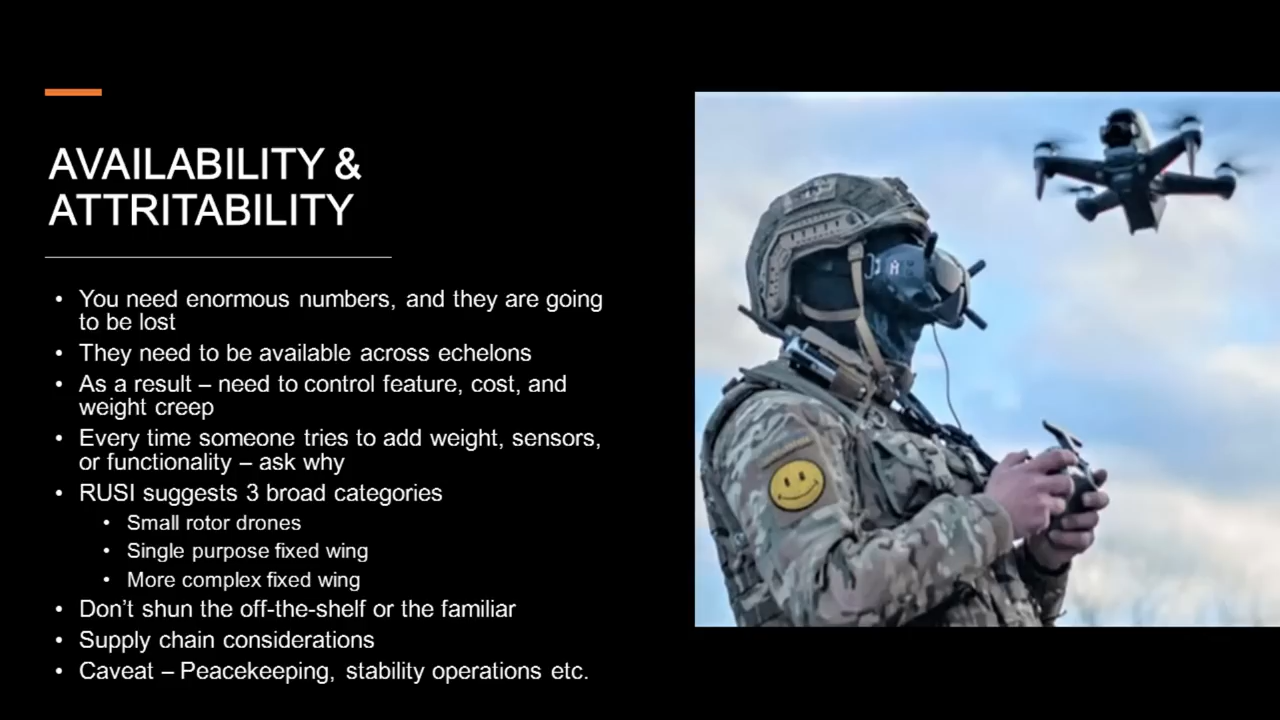 AVAILABILITY &
ATTRITABILITY
• You need enormous numbers, and they are going
to be lost
• They need to be available across echelons
• As a result – need to control feature, cost, and
weight creep
• Every time someone tries to add weight, sensors,
or functionality – ask why
• RUSI suggests 3 broad categories
• Small rotor drones
• Single purpose fixed wing
• More complex fixed wing
• Don’t shun the off-the-shelf or the familiar
• Supply chain considerations
• Caveat – Peacekeeping, stability operations etc.